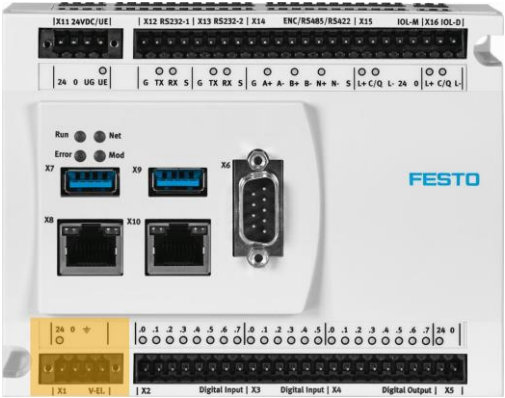 |X11 24VDC/UE| |X12 RS232-1 | X13 RS232-2 | X14 ENC/RS485/RS422 | X15 IOL-M |X16 IOL-D|
24 0 UG UE G TX RX S G TX RX S G A+ A- B+ B- N+ N- S L+ C/Q L- 24 0 L+ C/Q L-
Run Net
Error Mod
X7 X9 X6
FESTO
X8 X10
24 0 .0 .1 .2 .3 .4 .5 .6 .7 .0 .1 .2 .3 .4 .5 .0 .1 .2 .3 .4 .5 .6 .7 24 0
| X1 V-EL. | X2 Digital Input | X3 Digital Input | X4 Digital Output | X5 |